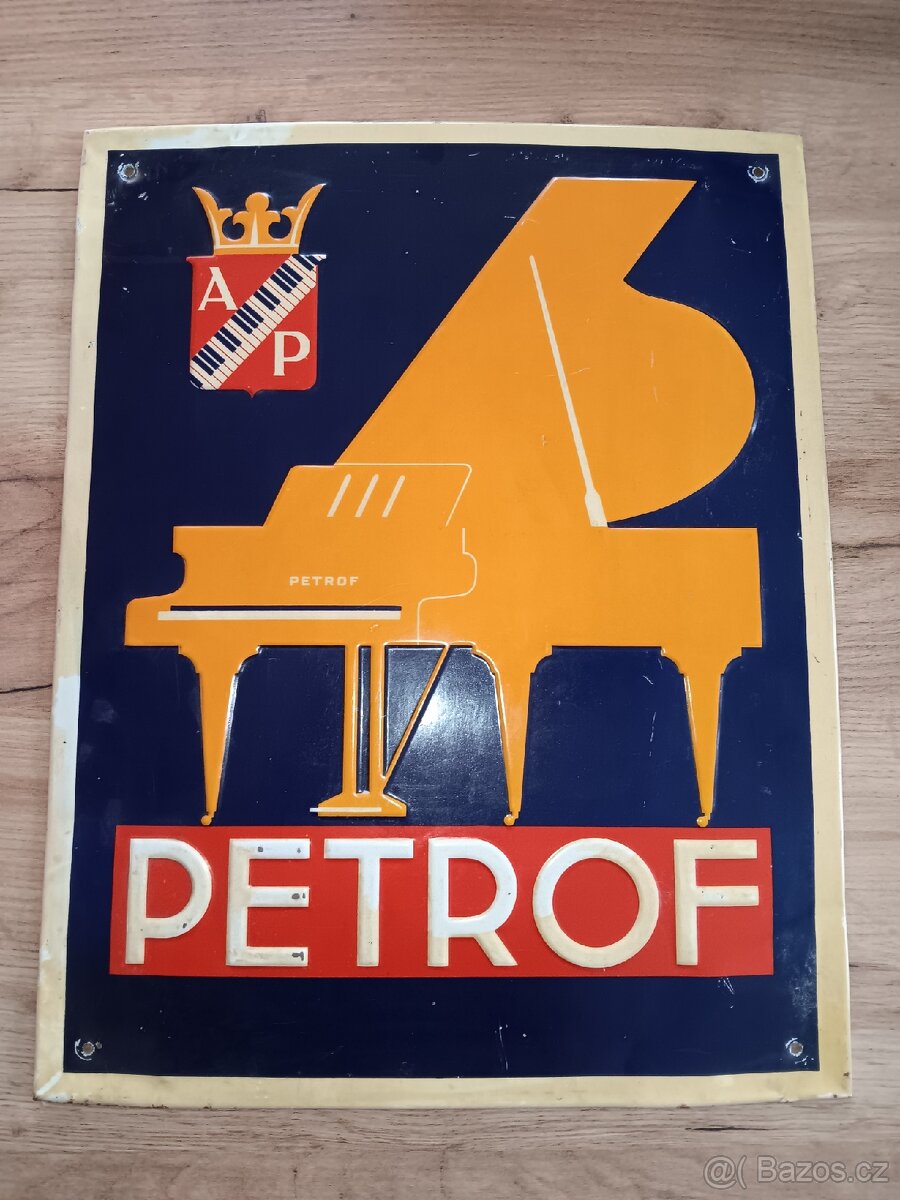 A
P
PETROF
PETROF
@( Bazos.cz